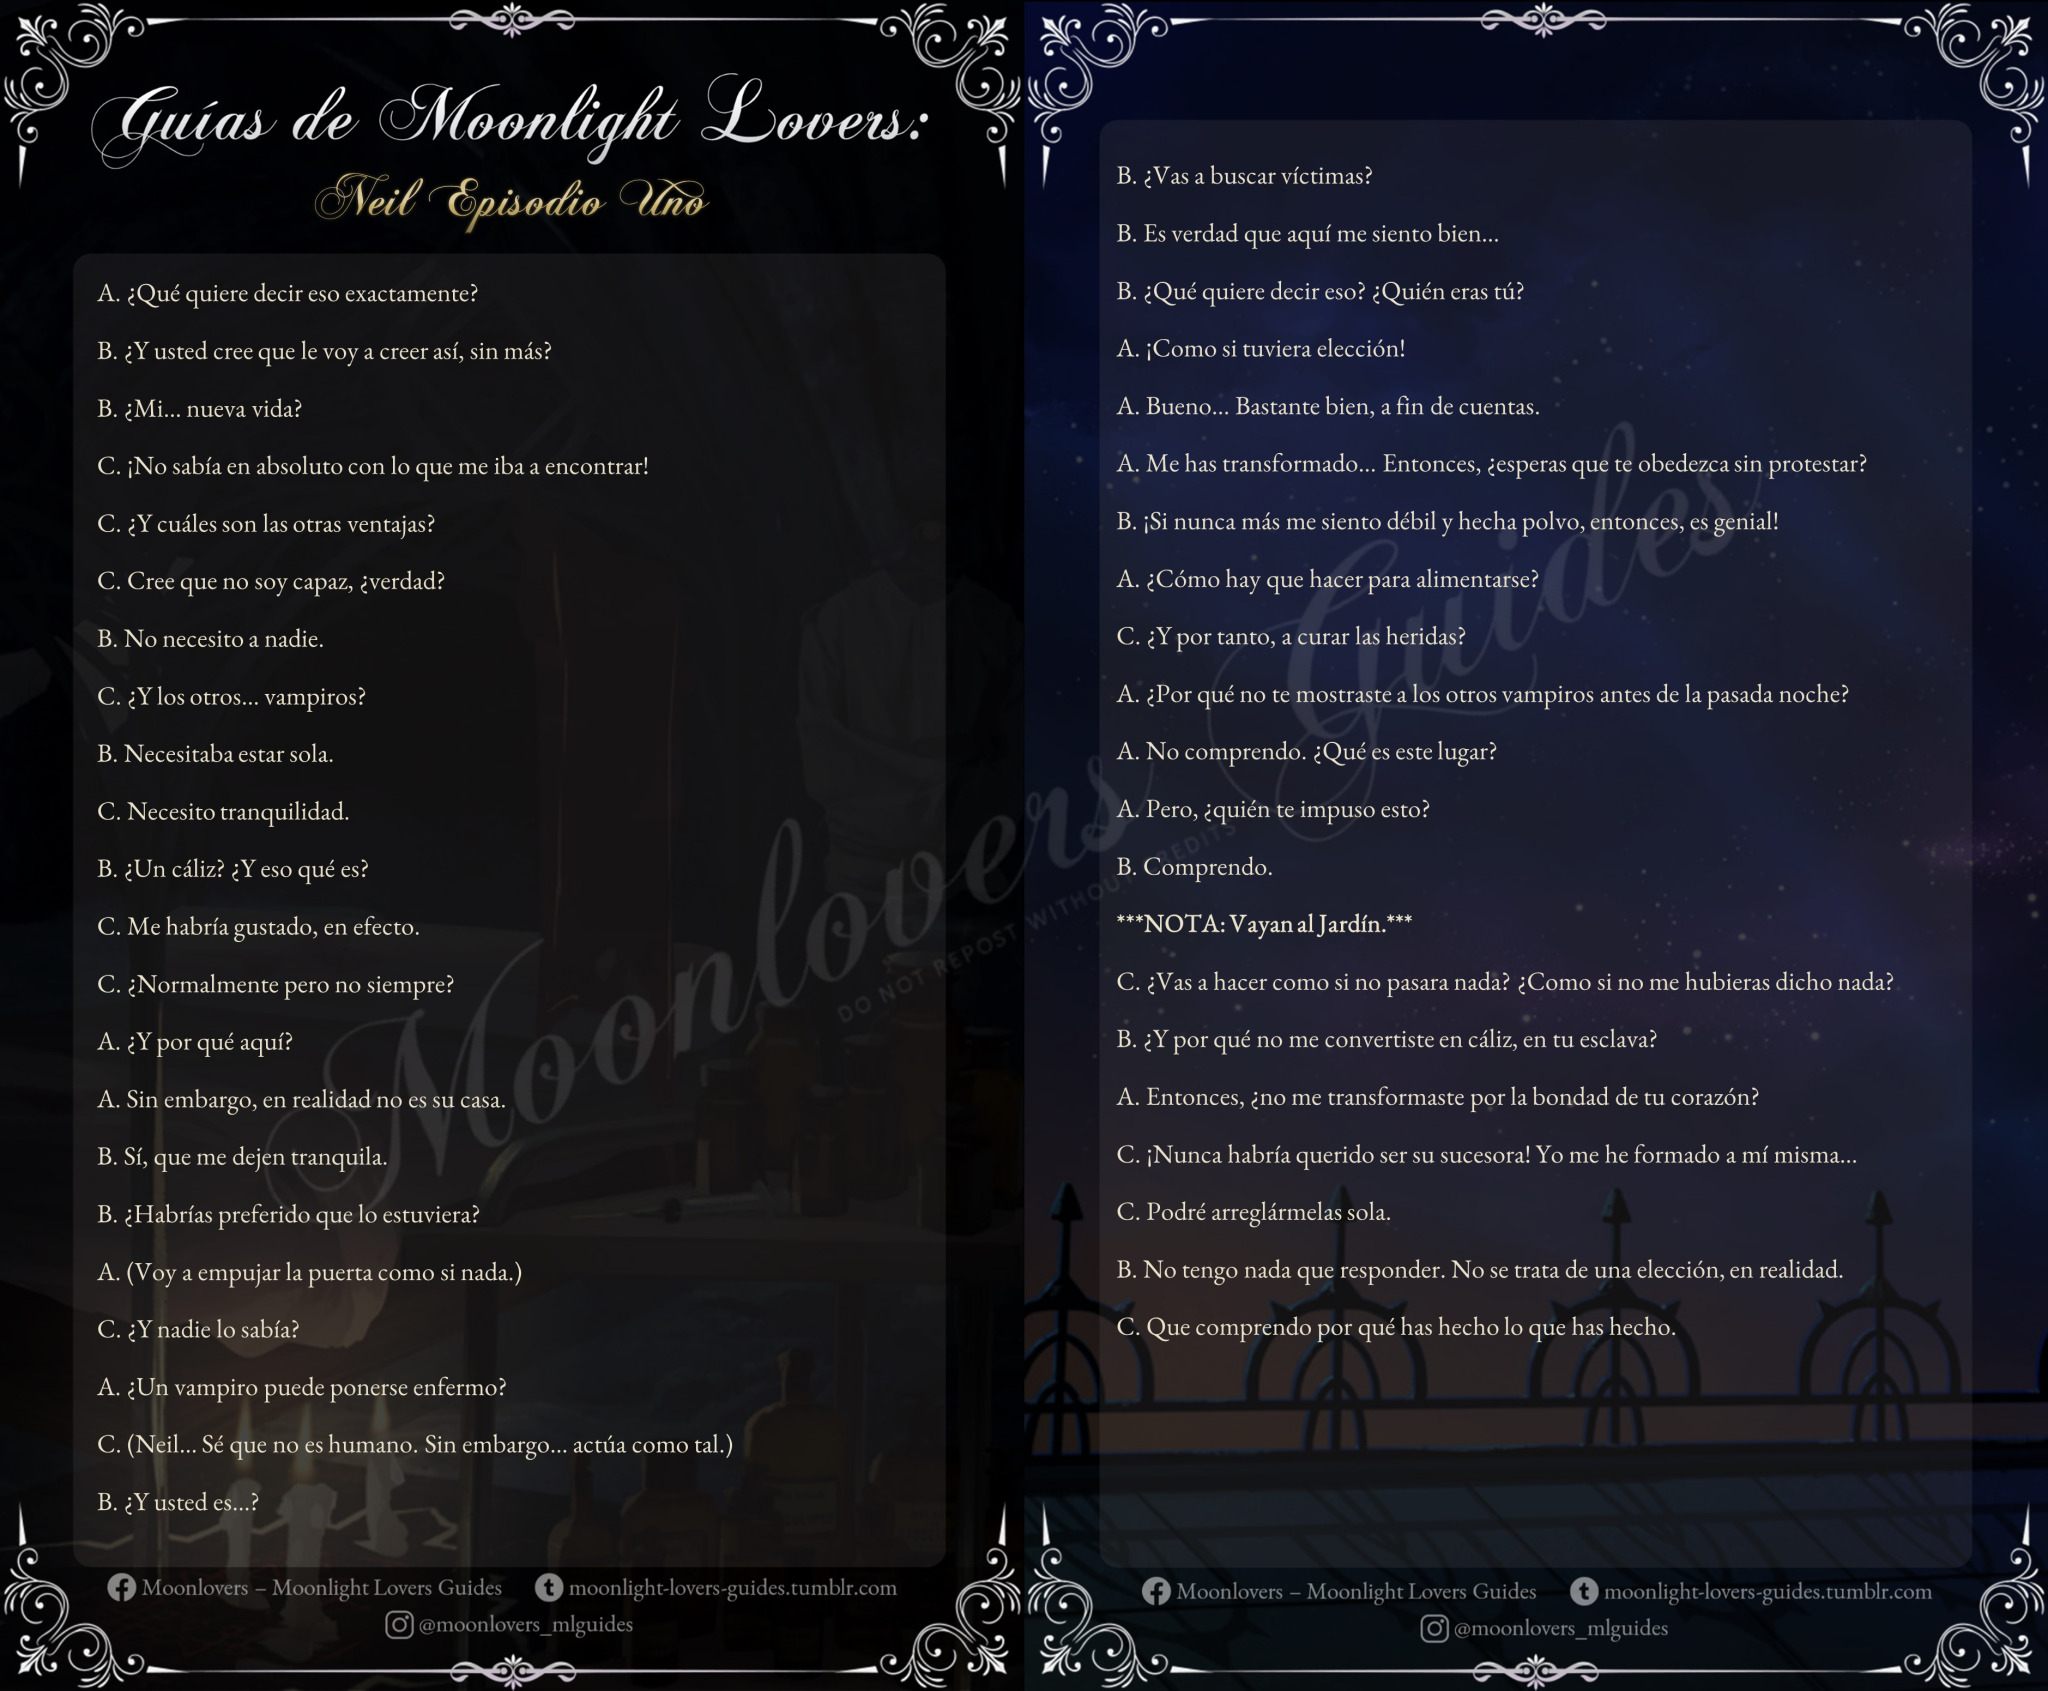 Guías de Moonlight Lovers:
Neil Episodio Uno
A. ¿Qué quiere decir eso exactamente?
B. ¿Y usted cree que le voy a creer así, sin más?
B. ¿Mi... nueva vida?
C. ¡No sabía en absoluto con lo que me iba a encontrar!
C. ¿Y cuáles son las otras ventajas?
C. Cree que no soy capaz, ¿verdad?
B. No necesito a nadie.
C. ¿Y los otros... vampiros?
B. Necesitaba estar sola.
C. Necesito tranquilidad.
B. ¿Un cáliz? ¿Y eso qué es?
C. Me habría gustado, en efecto.
C. ¿Normalmente pero no siempre?
A. ¿Y por qué aquí?
A. Sin embargo, en realidad no es su casa.
B. Sí, que me dejen tranquila.
B. ¿Habrías preferido que lo estuviera?
A. (Voy a empujar la puerta como si nada.)
C. ¿Y nadie lo sabía?
A. ¿Un vampiro puede ponerse enfermo?
C. (Neil... Sé que no es humano. Sin embargo... actúa como tal.)
B. ¿Y usted es...?
Moonlovers – Moonlight Lovers Guides moonlight-lovers-guides.tumblr.com
@moonlovers_mlguides
B. ¿Vas a buscar víctimas?
B. Es verdad que aquí me siento bien...
B. ¿Qué quiere decir eso? ¿Quién eras tú?
A. ¡Como si tuviera elección!
A. Bueno... Bastante bien, a fin de cuentas.
A. Me has transformado... Entonces, ¿esperas que te obedezca sin protestar?
B. ¡Si nunca más me siento débil y hecha polvo, entonces, es genial!
A. ¿Cómo hay que hacer para alimentarse?
C. ¿Y por tanto, a curar las heridas?
A. ¿Por qué no te mostraste a los otros vampiros antes de la pasada noche?
A. No comprendo. ¿Qué es este lugar?
A. Pero, ¿quién te impuso esto?
B. Comprendo.
***NOTA: Vayan al Jardín.***
C. ¿Vas a hacer como si no pasara nada? ¿Como si no me hubieras dicho nada?
B. ¿Y por qué no me convertiste en cáliz, en tu esclava?
A. Entonces, ¿no me transformaste por la bondad de tu corazón?
C. ¡Nunca habría querido ser su sucesora! Yo me he formado a mí misma...
C. Podré arreglármelas sola.
B. No tengo nada que responder. No se trata de una elección, en realidad.
C. Que comprendo por qué has hecho lo que has hecho.
Moonlovers – Moonlight Lovers Guides moonlight-lovers-guides.tumblr.com
@moonlovers_mlguides
Moonlovers Guides
DO NOT REPOST WITHOUT CREDITS